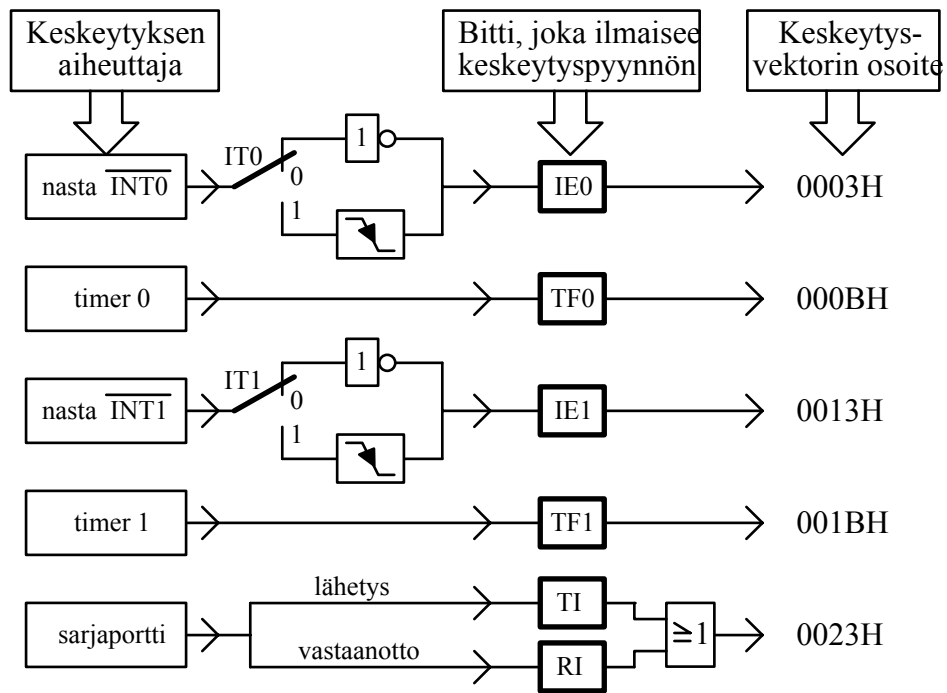 Keskeytyksen
aiheuttaja
Bitti, joka ilmaisee
keskeytyspyynnön
Keskeytys-
vektorin osoite
nasta INT0
IT0
0
1
1
IE0
0003H
timer 0
TF0
000BH
nasta INT1
IT1
0
1
1
IE1
0013H
timer 1
TF1
001BH
sarjaportti
lähetys
TI
vastaanotto
RI
≥1
0023H